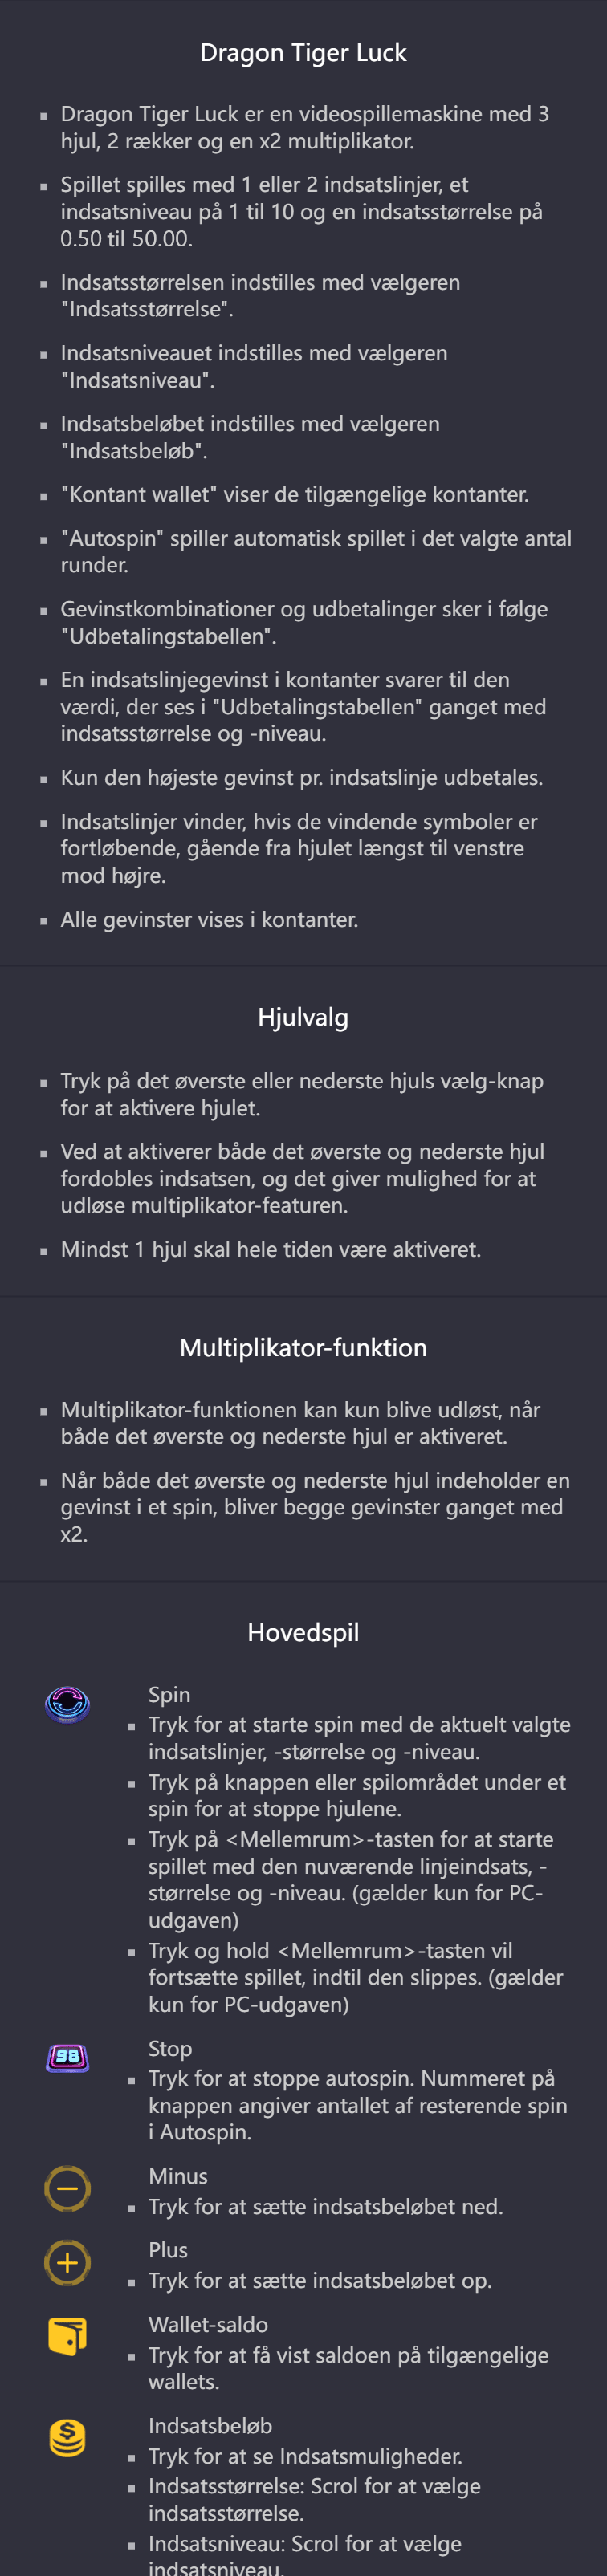 Dragon Tiger Luck
▪ Dragon Tiger Luck er en videospillemaskine med 3
hjul, 2 rækker og en x2 multiplikator.
▪ Spillet spilles med 1 eller 2 indsatslinjer, et
indsatsniveau på 1 til 10 og en indsatsstørrelse på
0.50 til 50.00.
▪ Indsatsstørrelsen indstilles med vælgeren
"Indsatsstørrelse".
▪ Indsatsniveauet indstilles med vælgeren
"Indsatsniveau".
▪ Indsatsbeløbet indstilles med vælgeren
"Indsatsbeløb".
▪ "Kontant wallet" viser de tilgængelige kontanter.
▪ "Autospin" spiller automatisk spillet i det valgte antal
runder.
▪ Gevinstkombinationer og udbetalinger sker i følge
"Udbetalingstabellen".
▪ En indsatslinjegevinst i kontanter svarer til den
værdi, der ses i "Udbetalingstabellen" ganget med
indsatsstørrelse og -niveau.
▪ Kun den højeste gevinst pr. indsatslinje udbetales.
▪ Indsatslinjer vinder, hvis de vindende symboler er
fortløbende, gående fra hjulet længst til venstre
mod højre.
▪ Alle gevinster vises i kontanter.
Hjulvalg
▪ Tryk på det øverste eller nederste hjuls vælg-knap
for at aktivere hjulet.
▪ Ved at aktiverer både det øverste og nederste hjul
fordobles indsatsen, og det giver mulighed for at
udløse multiplikator-featuren.
▪ Mindst 1 hjul skal hele tiden være aktiveret.
Multiplikator-funktion
▪ Multiplikator-funktionen kan kun blive udløst, når
både det øverste og nederste hjul er aktiveret.
▪ Når både det øverste og nederste hjul indeholder en
gevinst i et spin, bliver begge gevinster ganget med
x2.
Hovedspil
Spin
▪ Tryk for at starte spin med de aktuelt valgte
indsatslinjer, -størrelse og -niveau.
▪ Tryk på knappen eller spilområdet under et
spin for at stoppe hjulene.
▪ Tryk på <Mellemrum>-tasten for at starte
spillet med den nuværende linjeindsats, -
størrelse og -niveau. (gælder kun for PC-
udgaven)
▪ Tryk og hold <Mellemrum>-tasten vil
fortsætte spillet, indtil den slippes. (gælder
kun for PC-udgaven)
98
Stop
▪ Tryk for at stoppe autospin. Nummeret på
knappen angiver antallet af resterende spin
i Autospin.
Minus
▪ Tryk for at sætte indsatsbeløbet ned.
Plus
▪ Tryk for at sætte indsatsbeløbet op.
Wallet-saldo
▪ Tryk for at få vist saldoen på tilgængelige
wallets.
Indsatsbeløb
▪ Tryk for at se Indsatsmuligheder.
▪ Indsatsstørrelse: Scrol for at vælge
indsatsstørrelse.
▪ Indsatsniveau: Scrol for at vælge
indsatsniveau.